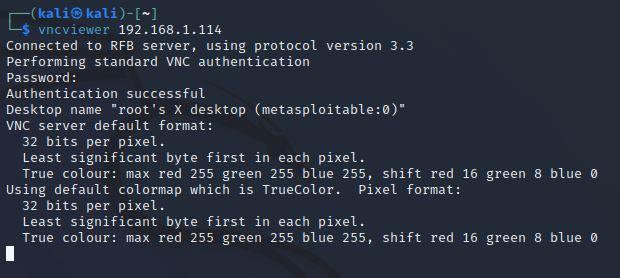 ┌──(kali㉿kali)-[~]
└─$ vncviewer 192.168.1.114
Connected to RFB server, using protocol version 3.3
Performing standard VNC authentication
Password:
Authentication successful
Desktop name "root's X desktop (metasploitable:0)"
VNC server default format:
  32 bits per pixel.
  Least significant byte first in each pixel.
  True colour: max red 255 green 255 blue 255, shift red 16 green 8 blue 0
Using default colormap which is TrueColor.  Pixel format:
  32 bits per pixel.
  Least significant byte first in each pixel.
  True colour: max red 255 green 255 blue 255, shift red 16 green 8 blue 0